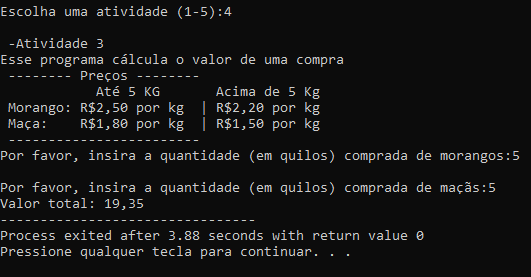 Escolha uma atividade (1-5):4
-Atividade 3
Esse programa cálcula o valor de uma compra
-------- Preços --------
Até 5 KG Acima de 5 Kg
Morango: R$2,50 por kg | R$2,20 por kg
Maça: R$1,80 por kg | R$1,50 por kg
------------------------
Por favor, insira a quantidade (em quilos) comprada de morangos:5
Por favor, insira a quantidade (em quilos) comprada de maçãs:5
Valor total: 19,35
--------------------------------
Process exited after 3.88 seconds with return value 0
Pressione qualquer tecla para continuar. . .